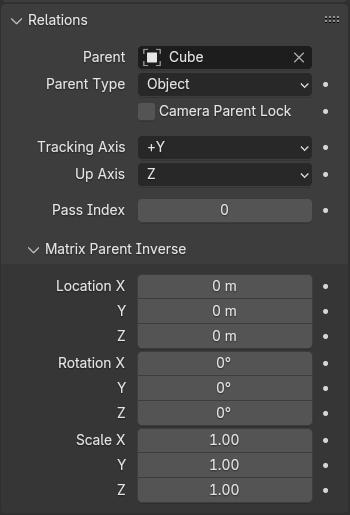 Relations
Parent Cube
Parent Type Object
Camera Parent Lock
Tracking Axis +Y
Up Axis Z
Pass Index 0
Matrix Parent Inverse
Location X 0 m
Y 0 m
Z 0 m
Rotation X 0°
Y 0°
Z 0°
Scale X 1.00
Y 1.00
Z 1.00